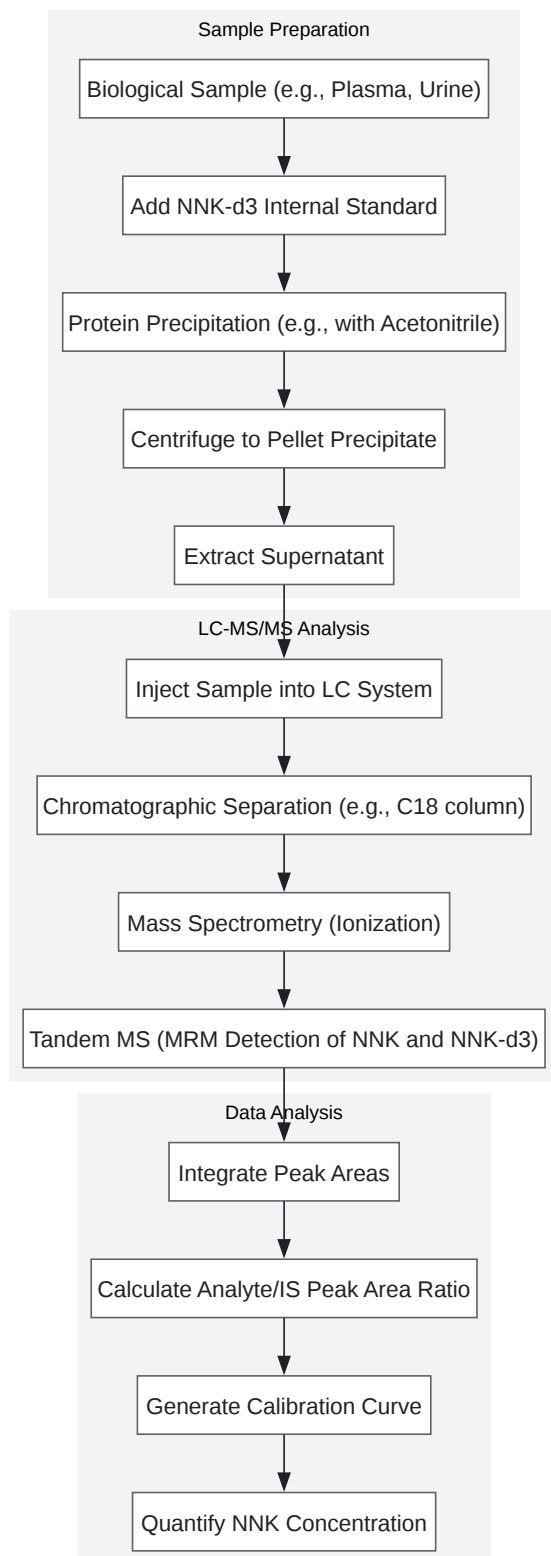 Sample Preparation
Biological Sample (e.g., Plasma, Urine)
Add NNK-d3 Internal Standard
Protein Precipitation (e.g., with Acetonitrile)
Centrifuge to Pellet Precipitate
Extract Supernatant
LC-MS/MS Analysis
Inject Sample into LC System
Chromatographic Separation (e.g., C18 column)
Mass Spectrometry (Ionization)
Tandem MS (MRM Detection of NNK and NNK-d3)
Data Analysis
Integrate Peak Areas
Calculate Analyte/IS Peak Area Ratio
Generate Calibration Curve
Quantify NNK Concentration